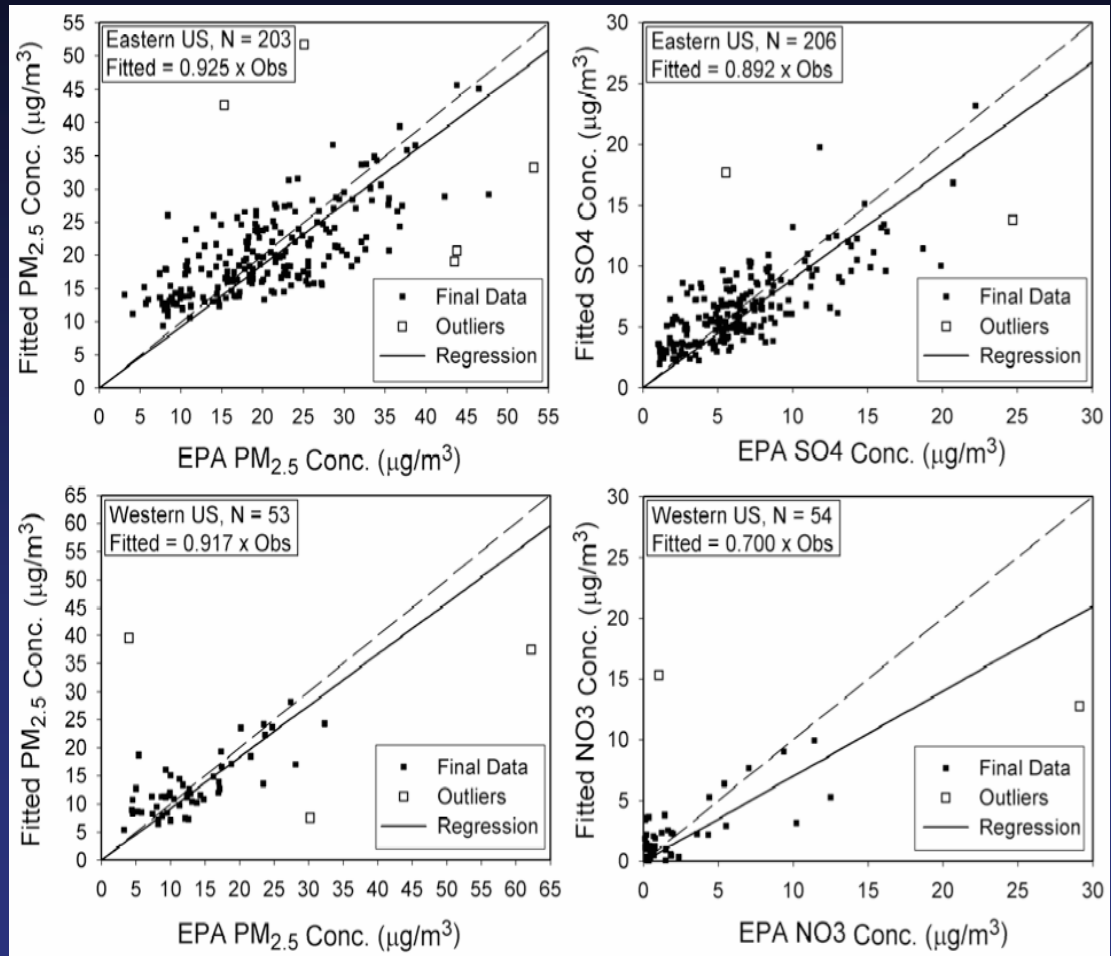 Eastern US, N = 203
Fitted = 0.925 x Obs
Fitted PM2.5 Conc. (μg/m³)
55
50
45
40
35
30
25
20
15
10
5
0
Final Data
Outliers
Regression
0 5 10 15 20 25 30 35 40 45 50 55
EPA PM2.5 Conc. (μg/m³)
Eastern US, N = 206
Fitted = 0.892 x Obs
Fitted SO4 Conc. (μg/m³)
30
25
20
15
10
5
0
Final Data
Outliers
Regression
0 5 10 15 20 25 30
EPA SO4 Conc. (μg/m³)
Western US, N = 53
Fitted = 0.917 x Obs
Fitted PM2.5 Conc. (μg/m³)
65
60
55
50
45
40
35
30
25
20
15
10
5
0
Final Data
Outliers
Regression
0 5 10 15 20 25 30 35 40 45 50 55 60 65
EPA PM2.5 Conc. (μg/m³)
Western US, N = 54
Fitted = 0.700 x Obs
Fitted NO3 Conc. (μg/m³)
30
25
20
15
10
5
0
Final Data
Outliers
Regression
0 5 10 15 20 25 30
EPA NO3 Conc. (μg/m³)